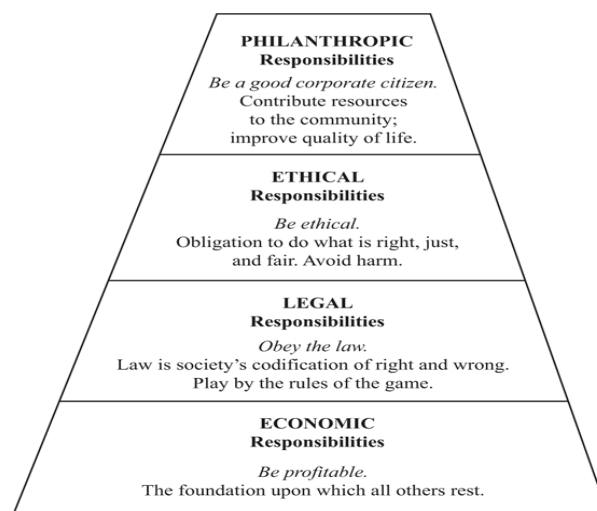 PHILANTHROPIC
Responsibilities
Be a good corporate citizen.
Contribute resources
to the community;
improve quality of life.
ETHICAL
Responsibilities
Be ethical.
Obligation to do what is right, just,
and fair. Avoid harm.
LEGAL
Responsibilities
Obey the law.
Law is society's codification of right and wrong.
Play by the rules of the game.
ECONOMIC
Responsibilities
Be profitable.
The foundation upon which all others rest.